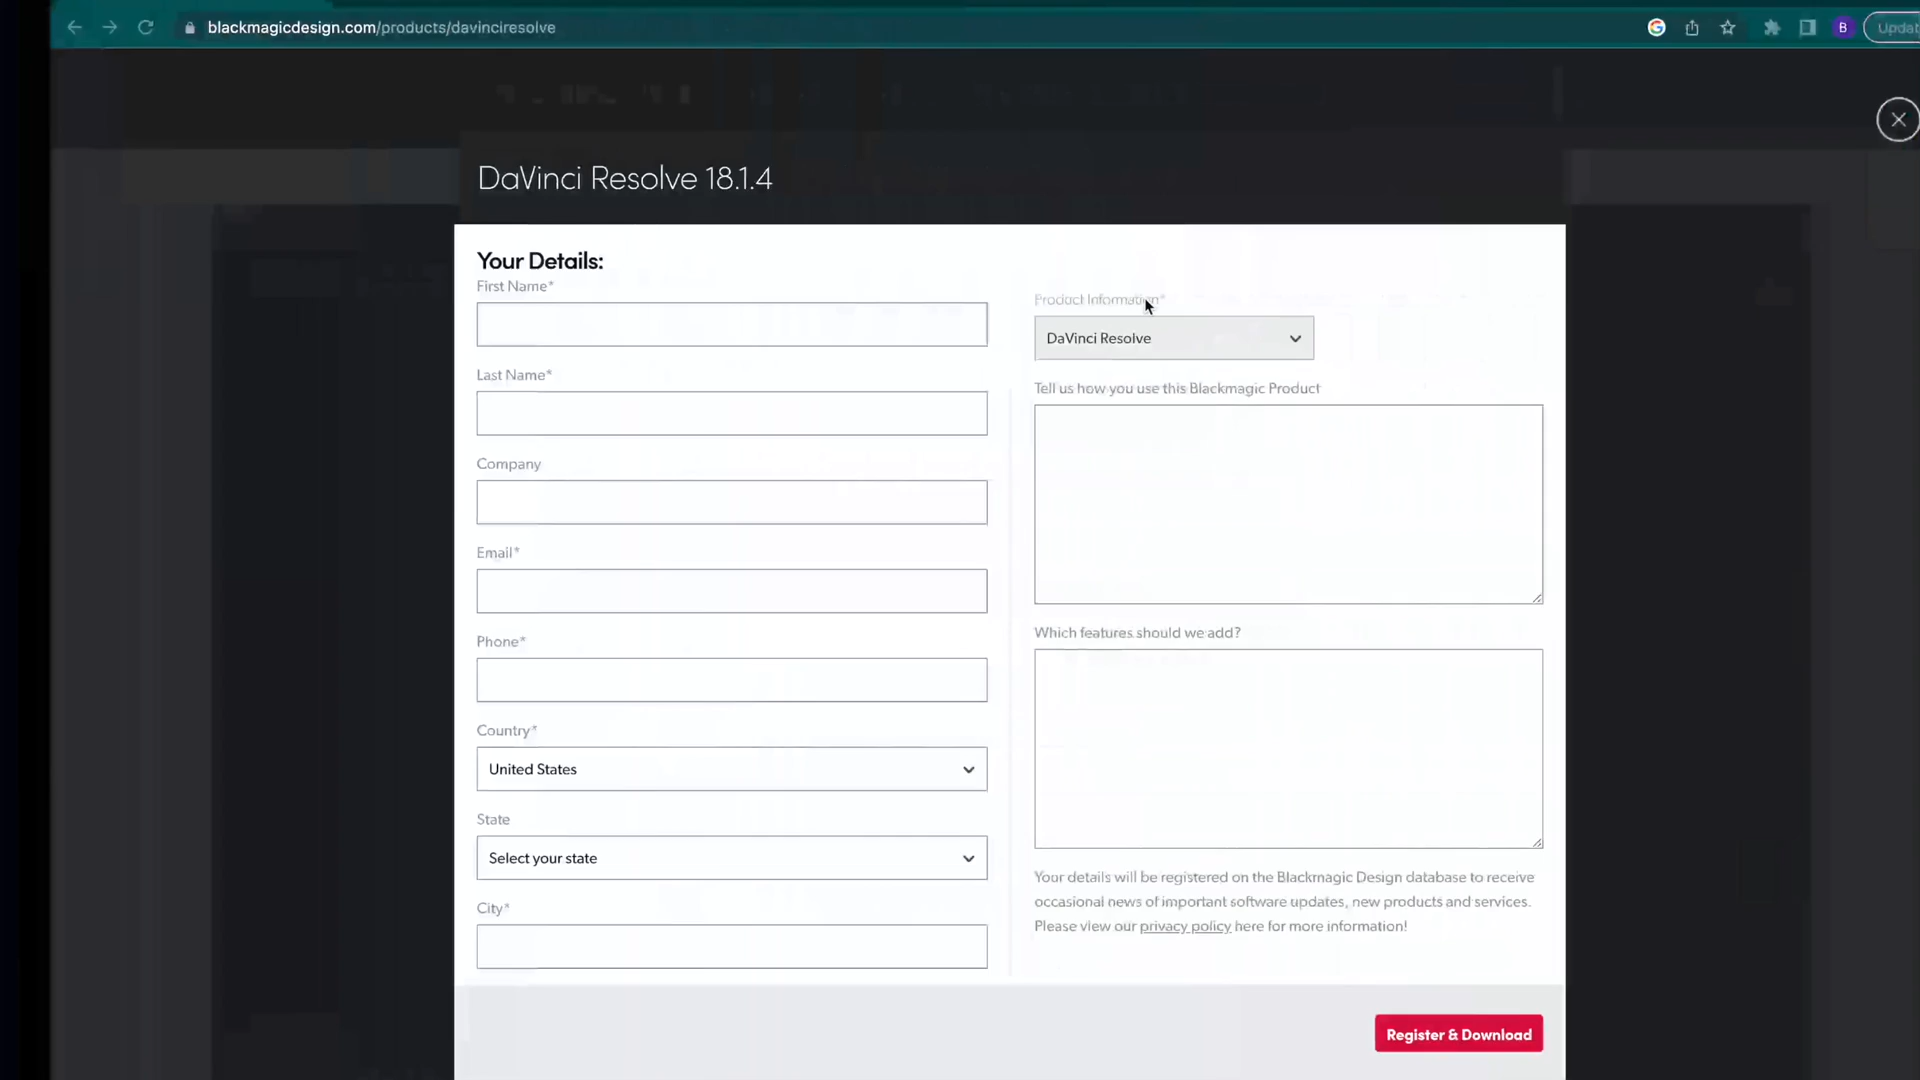 blackmagicdesign.com/products/davinciresolve
B
Updat
DaVinci Resolve 18.1.4
Your Details:
First Name*
Last Name*
Company
Email*
Phone*
Country*
United States
State
Select your state
City*
Product Information*
DaVinci Resolve
Tell us how you use this Blackmagic Product
Which features should we add?
Your details will be registered on the Blackmagic Design database to receive
occasional news of important software updates, new products and services.
Please view our privacy policy here for more information!
Register & Download